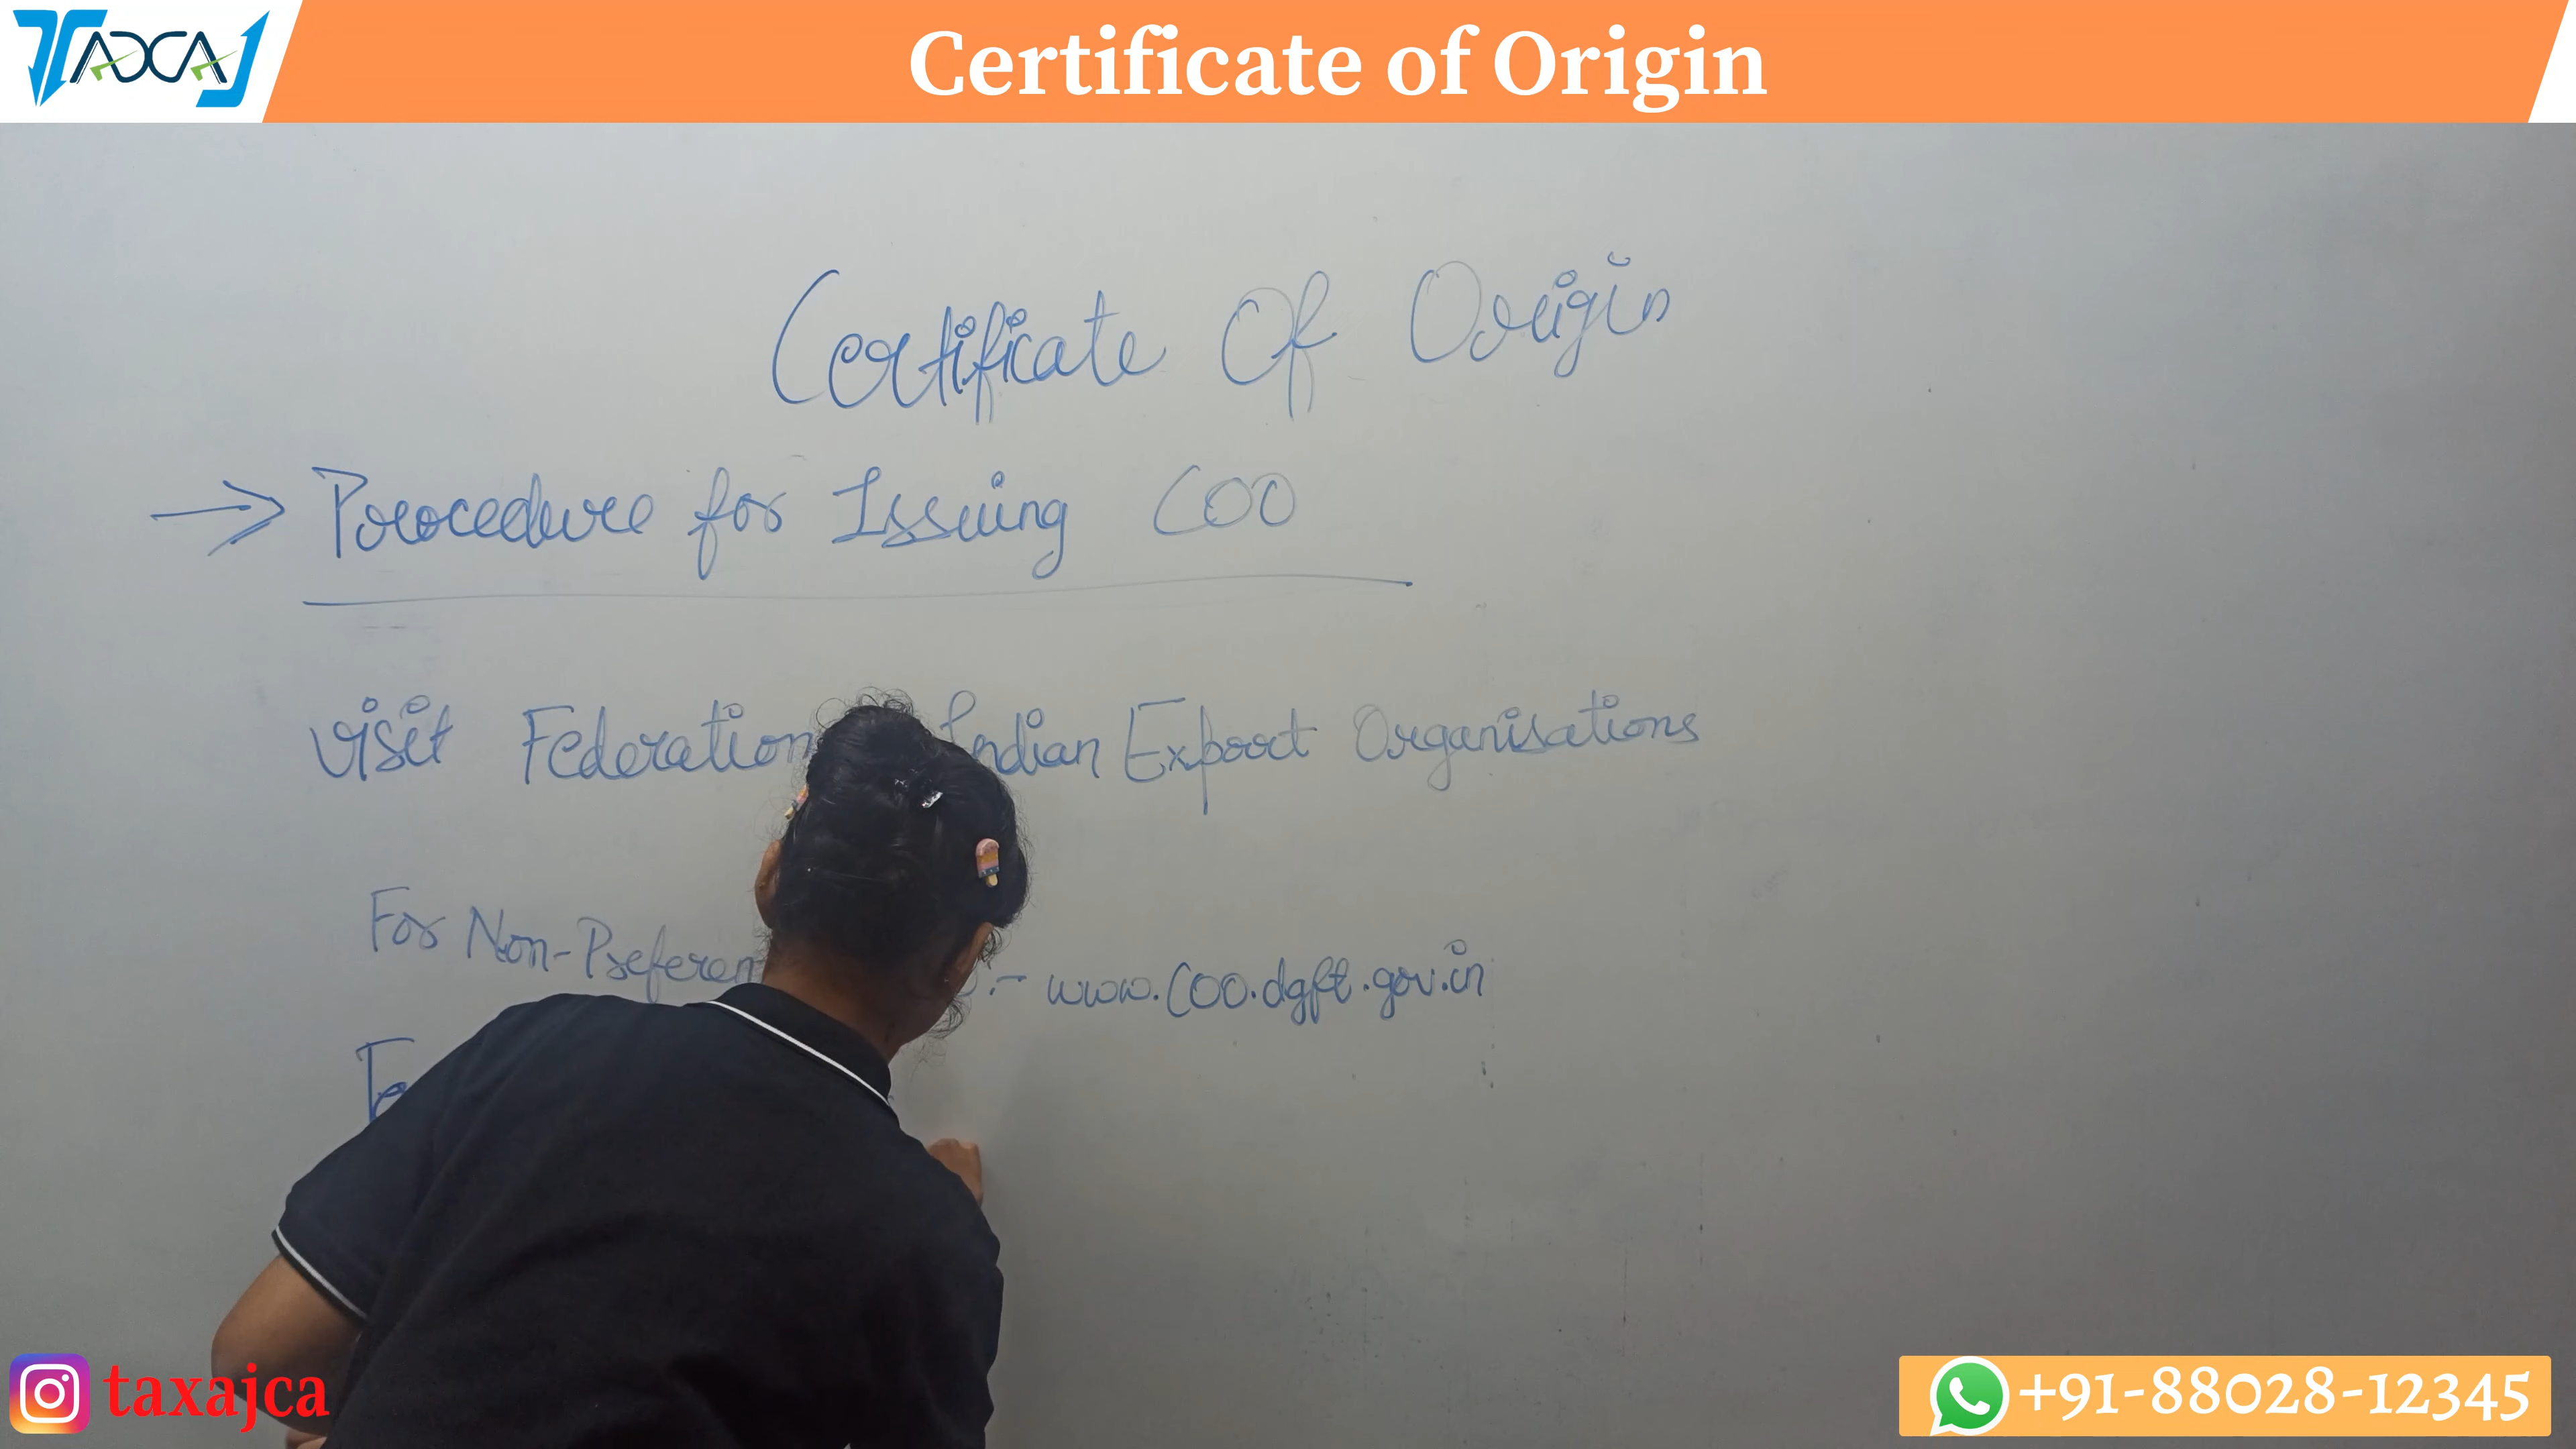 TAXAJ
Certificate of Origin
Certificate Of Origin
→ Procedure for Issuing COO
Visit Federation Indian Export Organisations
For Non-Preferen :- www.COO.dgft.gov.in
taxajca
+91-88028-12345